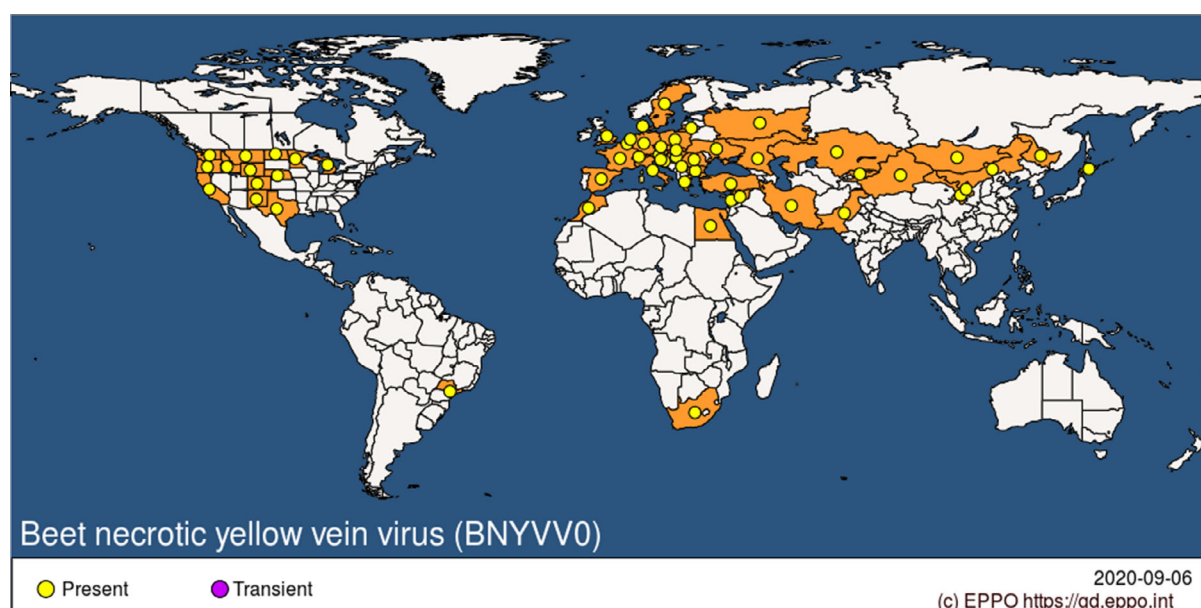 Beet necrotic yellow vein virus (BNYVV0)
Present
Transient
2020-09-06
(c) EPPO https://gd.eppo.int